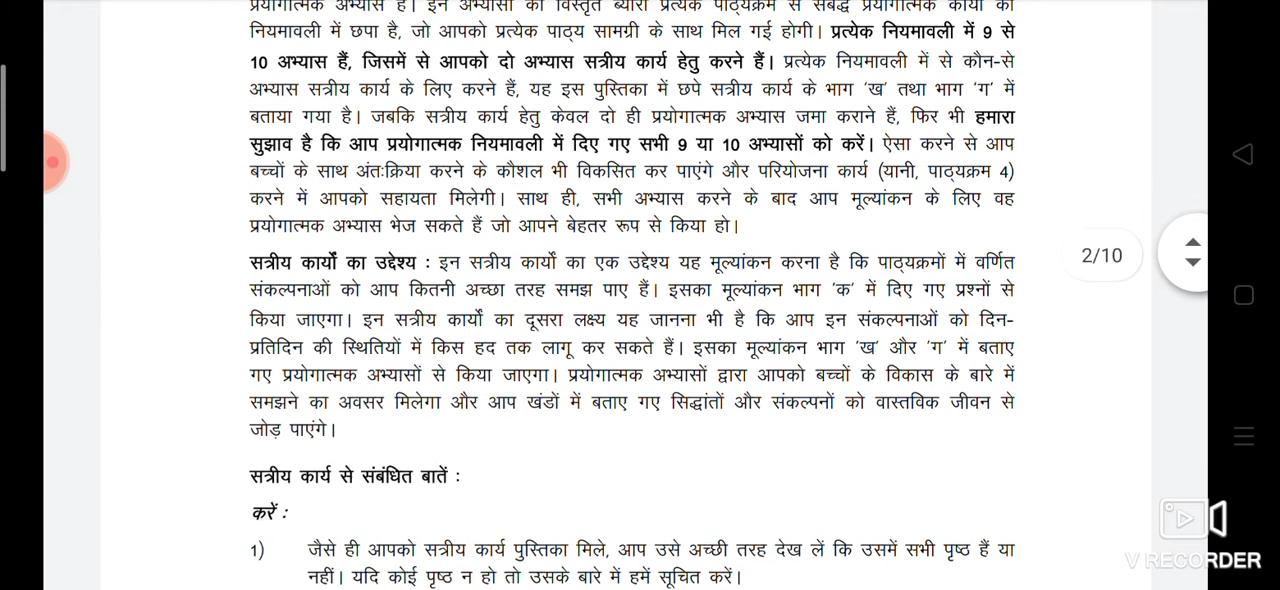 प्रयोगात्मक अभ्यास है। इन अभ्यासों का विस्तृत ब्यौरा प्रत्येक पाठ्यक्रम से संबद्ध प्रयोगात्मक कार्यों की
नियमावली में छपा है, जो आपको प्रत्येक पाठ्य सामग्री के साथ मिल गई होगी। प्रत्येक नियमावली में 9 से
10 अभ्यास हैं, जिसमें से आपको दो अभ्यास सत्रीय कार्य हेतु करने हैं। प्रत्येक नियमावली में से कौन-से
अभ्यास सत्रीय कार्य के लिए करने हैं, यह इस पुस्तिका में छपे सत्रीय कार्य के भाग 'ख' तथा भाग 'ग' में
बताया गया है। जबकि सत्रीय कार्य हेतु केवल दो ही प्रयोगात्मक अभ्यास जमा कराने हैं, फिर भी हमारा
सुझाव है कि आप प्रयोगात्मक नियमावली में दिए गए सभी 9 या 10 अभ्यासों को करें। ऐसा करने से आप
बच्चों के साथ अंतःक्रिया करने के कौशल भी विकसित कर पाएंगे और परियोजना कार्य (यानी, पाठ्यक्रम 4)
करने में आपको सहायता मिलेगी। साथ ही, सभी अभ्यास करने के बाद आप मूल्यांकन के लिए वह
प्रयोगात्मक अभ्यास भेज सकते हैं जो आपने बेहतर रूप से किया हो।
2/10
सत्रीय कार्यों का उद्देश्य : इन सत्रीय कार्यों का एक उद्देश्य यह मूल्यांकन करना है कि पाठ्यक्रमों में वर्णित
संकल्पनाओं को आप कितनी अच्छा तरह समझ पाए हैं। इसका मूल्यांकन भाग 'क' में दिए गए प्रश्नों से
किया जाएगा। इन सत्रीय कार्यों का दूसरा लक्ष्य यह जानना भी है कि आप इन संकल्पनाओं को दिन-
प्रतिदिन की स्थितियों में किस हद तक लागू कर सकते हैं। इसका मूल्यांकन भाग 'ख' और 'ग' में बताए
गए प्रयोगात्मक अभ्यासों से किया जाएगा। प्रयोगात्मक अभ्यासों द्वारा आपको बच्चों के विकास के बारे में
समझने का अवसर मिलेगा और आप खंडों में बताए गए सिद्धांतों और संकल्पनों को वास्तविक जीवन से
जोड़ पाएंगे।
सत्रीय कार्य से संबंधित बातें :
करें :
1) जैसे ही आपको सत्रीय कार्य पुस्तिका मिले, आप उसे अच्छी तरह देख लें कि उसमें सभी पृष्ठ हैं या
नहीं। यदि कोई पृष्ठ न हो तो उसके बारे में हमें सूचित करें।
V RECORDER